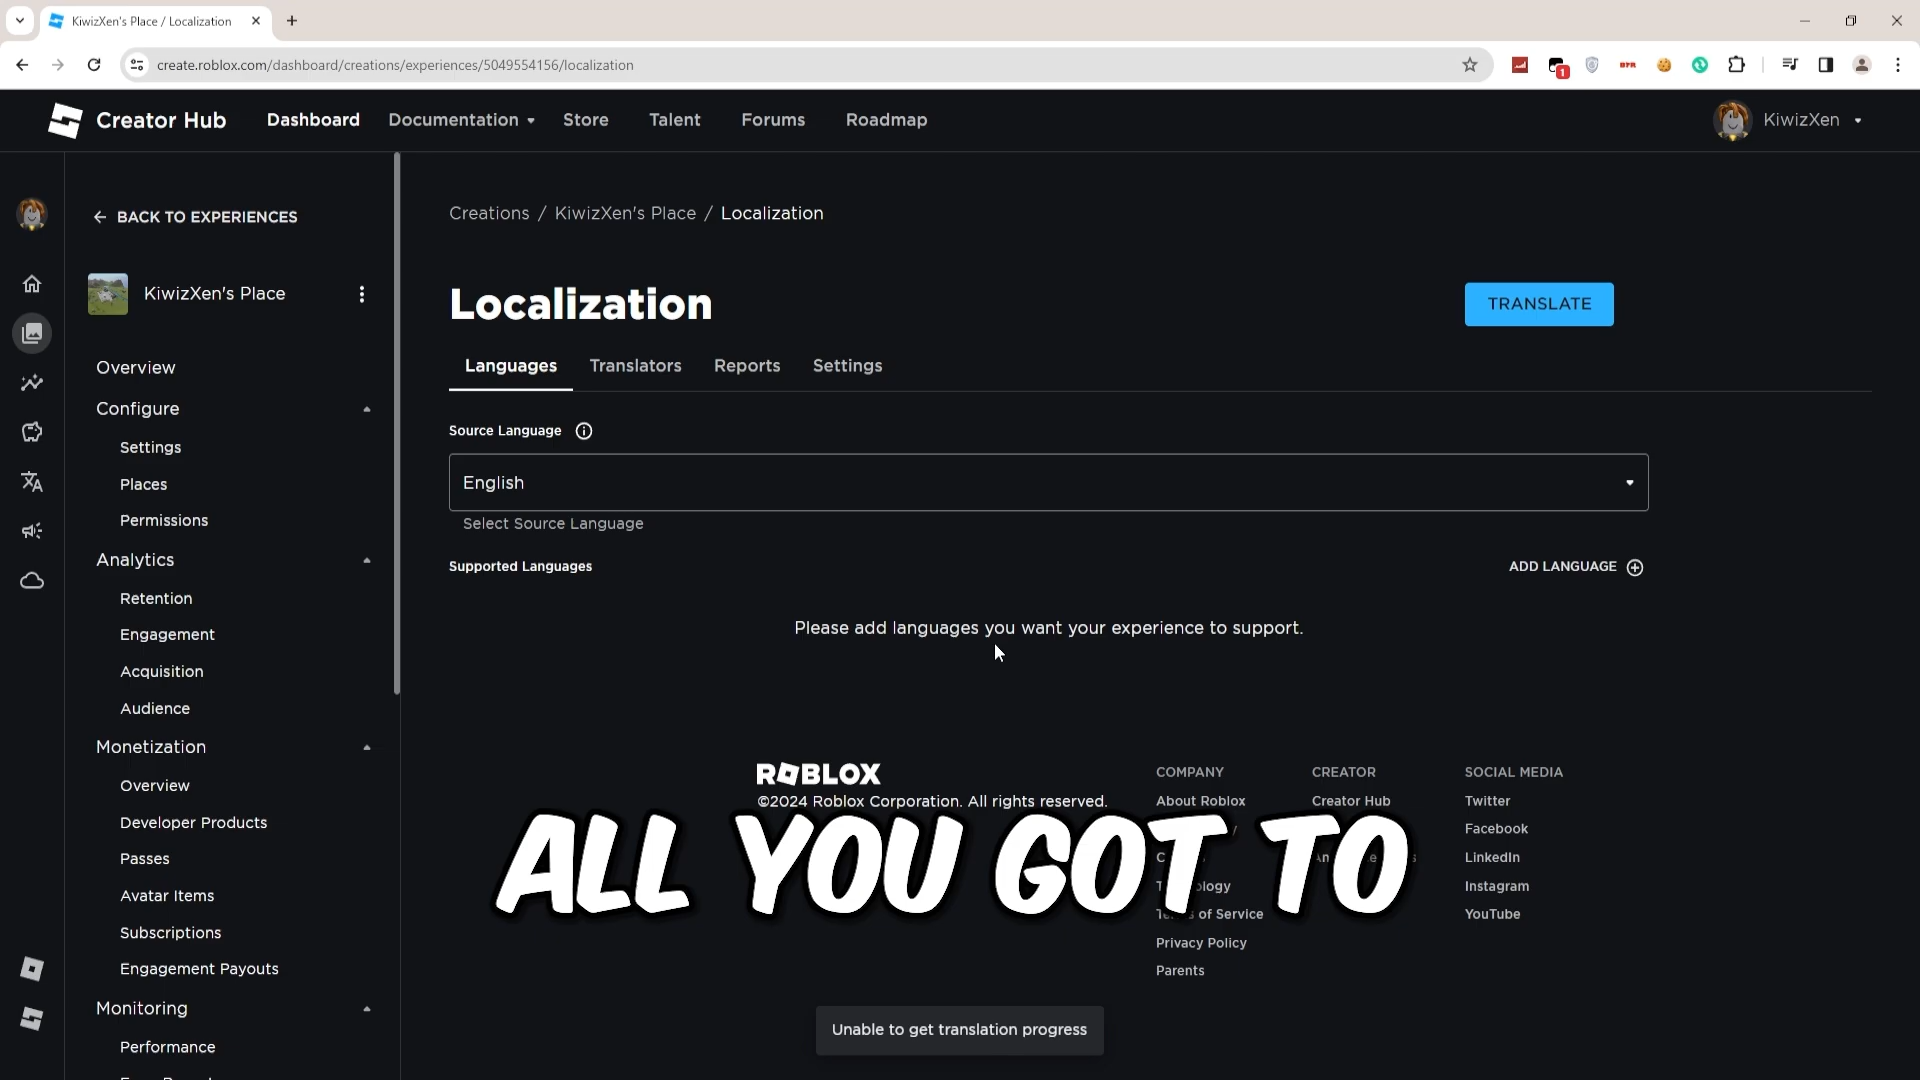 KiwizXen's Place / Localization
create.roblox.com/dashboard/creations/experiences/5049554156/localization
1
Creator Hub
Dashboard
Documentation
Store
Talent
Forums
Roadmap
KiwizXen
BACK TO EXPERIENCES
KiwizXen's Place
Overview
Configure
Settings
Places
Permissions
Analytics
Retention
Engagement
Acquisition
Audience
Monetization
Overview
Developer Products
Passes
Avatar Items
Subscriptions
Engagement Payouts
Monitoring
Performance
Creations / KiwizXen's Place / Localization
Localization
TRANSLATE
Languages
Translators
Reports
Settings
Source Language
English
Select Source Language
Supported Languages
ADD LANGUAGE
Please add languages you want your experience to support.
ROBLOX
©2024 Roblox Corporation. All rights reserved.
COMPANY
About Roblox
of Service
Privacy Policy
Parents
CREATOR
Creator Hub
SOCIAL MEDIA
Twitter
Facebook
LinkedIn
Instagram
YouTube
ALL YOU GOT TO
Unable to get translation progress